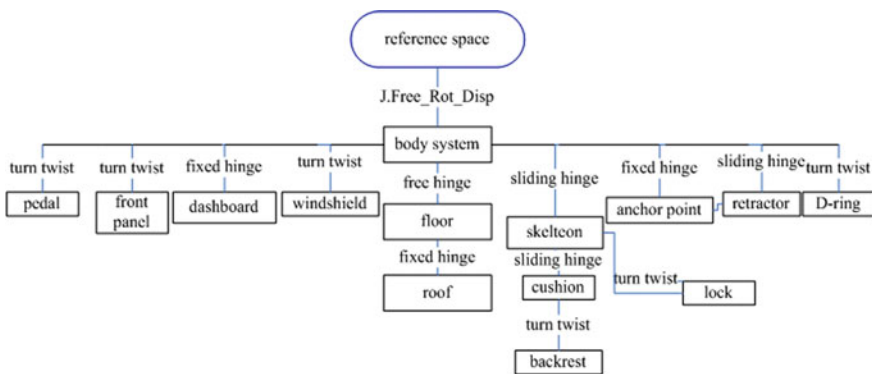 reference space
J.Free_Rot_Disp
body system
turn twist
turn twist
fixed hinge
turn twist
free hinge
sliding hinge
fixed hinge
sliding hinge
turn twist
pedal
front
panel
dashboard
windshield
floor
skelteon
anchor point
retractor
D-ring
fixed hinge
sliding hinge
turn twist
roof
cushion
lock
turn twist
backrest